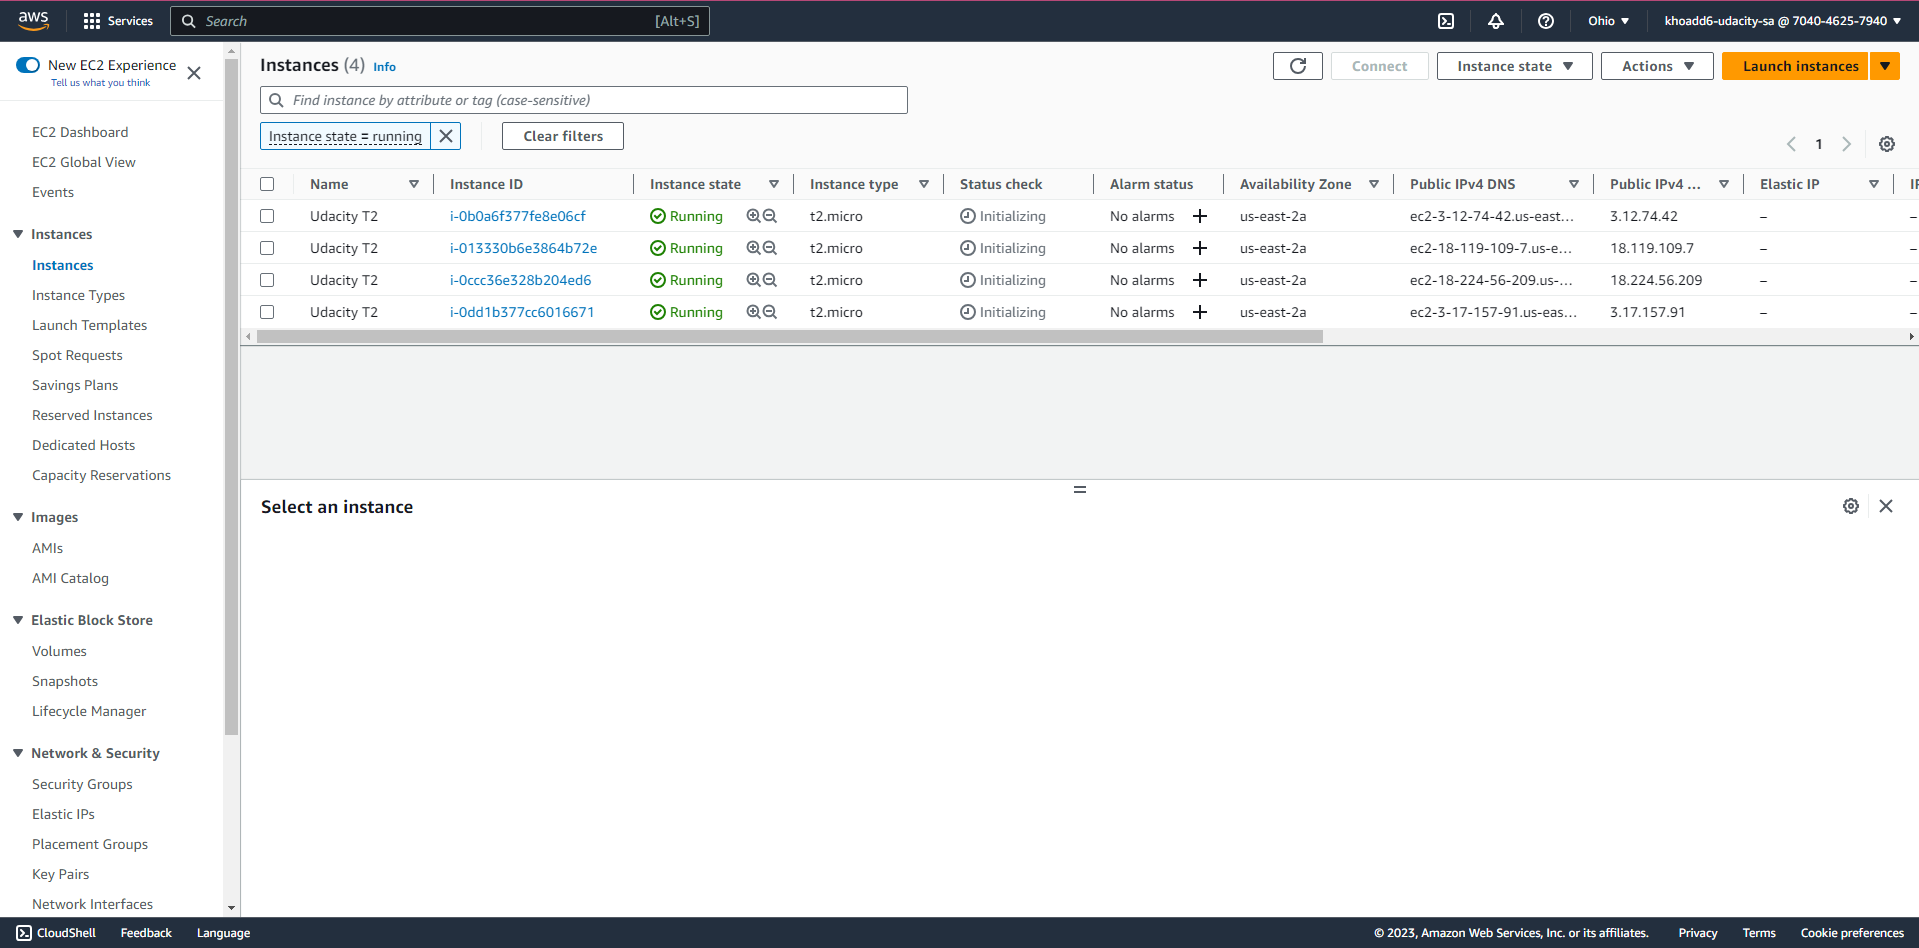 aws Services Search [Alt+S] Ohio khoadd6-udacity-sa @ 7040-4625-7940
New EC2 Experience
Tell us what you think
EC2 Dashboard
EC2 Global View
Events
Instances
Instances
Instance Types
Launch Templates
Spot Requests
Savings Plans
Reserved Instances
Dedicated Hosts
Capacity Reservations
Images
AMIs
AMI Catalog
Elastic Block Store
Volumes
Snapshots
Lifecycle Manager
Network & Security
Security Groups
Elastic IPs
Placement Groups
Key Pairs
Network Interfaces
Instances (4) Info
Connect Instance state Actions Launch instances
Find instance by attribute or tag (case-sensitive)
Instance state = running Clear filters
1
Name Instance ID Instance state Instance type Status check Alarm status Availability Zone Public IPv4 DNS Public IPv4 ... Elastic IP
Udacity T2 i-0b0a6f377fe8e06cf Running t2.micro Initializing No alarms + us-east-2a ec2-3-12-74-42.us-east... 3.12.74.42 – –
Udacity T2 i-013330b6e3864b72e Running t2.micro Initializing No alarms + us-east-2a ec2-18-119-109-7.us-e... 18.119.109.7 – –
Udacity T2 i-0ccc36e328b204ed6 Running t2.micro Initializing No alarms + us-east-2a ec2-18-224-56-209.us-... 18.224.56.209 – –
Udacity T2 i-0dd1b377cc6016671 Running t2.micro Initializing No alarms + us-east-2a ec2-3-17-157-91.us-eas... 3.17.157.91 – –
Select an instance
CloudShell Feedback Language © 2023, Amazon Web Services, Inc. or its affiliates. Privacy Terms Cookie preferences